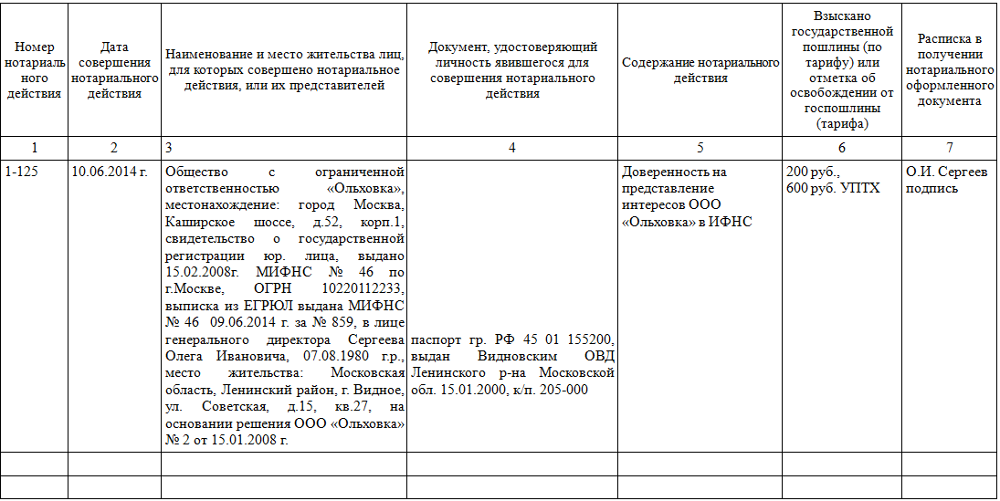 Номер
нотариаль
ного
действия
Дата
совершения
нотариального
действия
Наименование и место жительства лиц,
для которых совершено нотариальное
действия, или их представителей
Документ, удостоверяющий
личность явившегося для
совершения нотариального
действия
Содержание нотариального
действия
Взыскано
государственной
пошлины (по
тарифу) или
отметка об
освобождении от
госпошлины
(тарифа)
Расписка в
получении
нотариального
оформленного
документа
1
2
3
4
5
6
7
1-125
10.06.2014 г.
Общество с ограниченной
ответственностью «Ольховка»,
местонахождение: город Москва,
Каширское шоссе, д.52, корп.1,
свидетельство о государственной
регистрации юр. лица, выдано
15.02.2008г. МИФНС № 46 по
г.Москве, ОГРН 10220112233,
выписка из ЕГРЮЛ выдана МИФНС
№ 46 09.06.2014 г. за № 859, в лице
генерального директора Сергеева
Олега Ивановича, 07.08.1980 г.р.,
место жительства: Московская
область, Ленинский район, г. Видное,
ул. Советская, д.15, кв.27, на
основании решения ООО «Ольховка»
№ 2 от 15.01.2008 г.
паспорт гр. РФ 45 01 155200,
выдан Видновским ОВД
Ленинского р-на Московской
обл. 15.01.2000, к/п. 205-000
Доверенность на
представление
интересов ООО
«Ольховка» в ИФНС
200 руб.,
600 руб. УПТХ
О.И. Сергеев
подпись